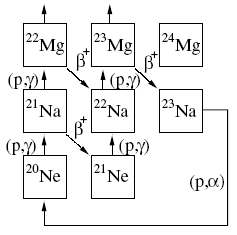 ²²Mg ²³Mg ²⁴Mg
β⁺ β⁺
(p,γ) (p,γ)
²¹Na ²²Na ²³Na
β⁺
(p,γ) (p,γ)
²⁰Ne ²¹Ne
(p,α)